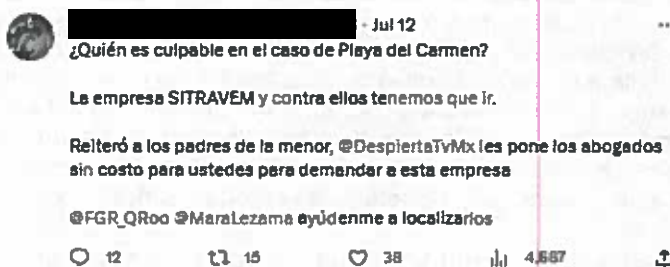 · Jul 12
¿Quién es culpable en el caso de Playa del Carmen?
La empresa SITRAVEM y contra ellos tenemos que ir.
Reiteró a los padres de la menor, @DespiertaTvMx les pone los abogados
sin costo para ustedes para demandar a esta empresa
@FGR_QRoo @MaraLezama ayúdenme a localizarlos
12 15 38 4,667